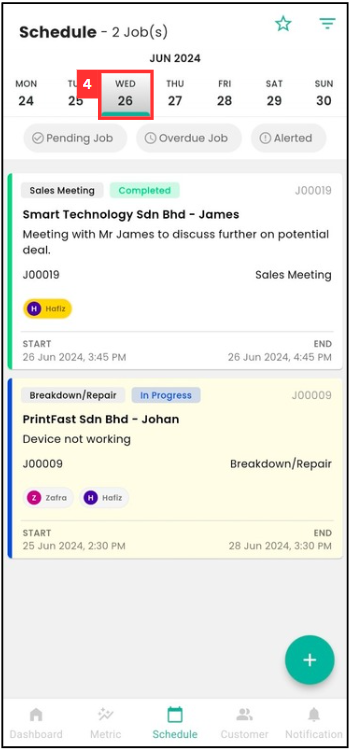 Schedule - 2 Job(s)
JUN 2024
MON TUE WED THU FRI SAT SUN
4
24 25 26 27 28 29 30
Pending Job Overdue Job Alerted
Sales Meeting Completed J00019
Smart Technology Sdn Bhd - James
Meeting with Mr James to discuss further on potential
deal.
J00019 Sales Meeting
H Hafiz
START END
26 Jun 2024, 3:45 PM 26 Jun 2024, 4:45 PM
Breakdown/Repair In Progress J00009
PrintFast Sdn Bhd - Johan
Device not working
J00009 Breakdown/Repair
Z Zafra H Hafiz
START END
25 Jun 2024, 2:30 PM 28 Jun 2024, 3:30 PM
+
Dashboard Metric Schedule Customer Notification